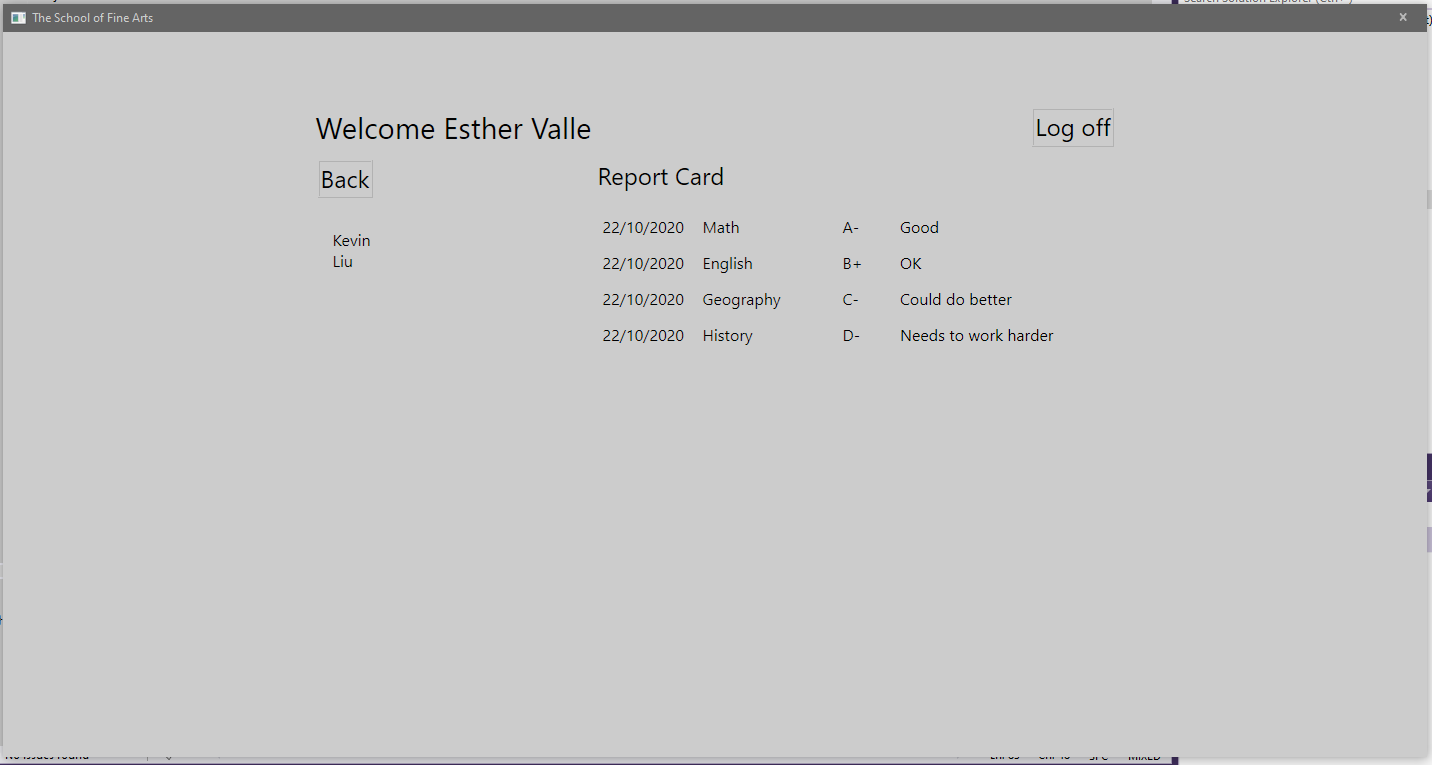 The School of Fine Arts
Welcome Esther Valle
Log off
Back
Report Card
Kevin
Liu
22/10/2020 Math A- Good
22/10/2020 English B+ OK
22/10/2020 Geography C- Could do better
22/10/2020 History D- Needs to work harder